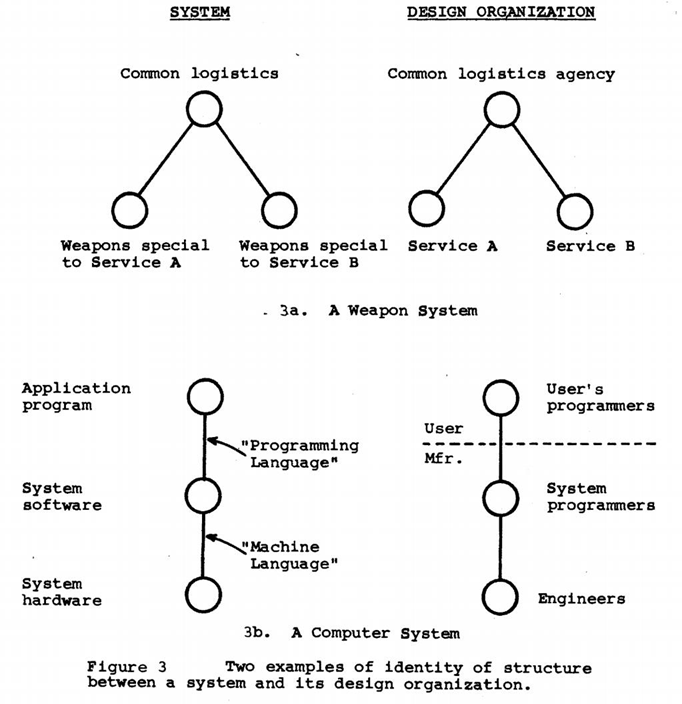 SYSTEM
DESIGN ORGANIZATION
Common logistics
Common logistics agency
Weapons special
to Service A
Weapons special
to Service B
Service A
Service B
3a. A Weapon System
Application
program
"Programming
Language"
System
software
"Machine
Language"
System
hardware
User's
programmers
User
Mfr.
System
programmers
Engineers
3b. A Computer System
Figure 3 Two examples of identity of structure
between a system and its design organization.